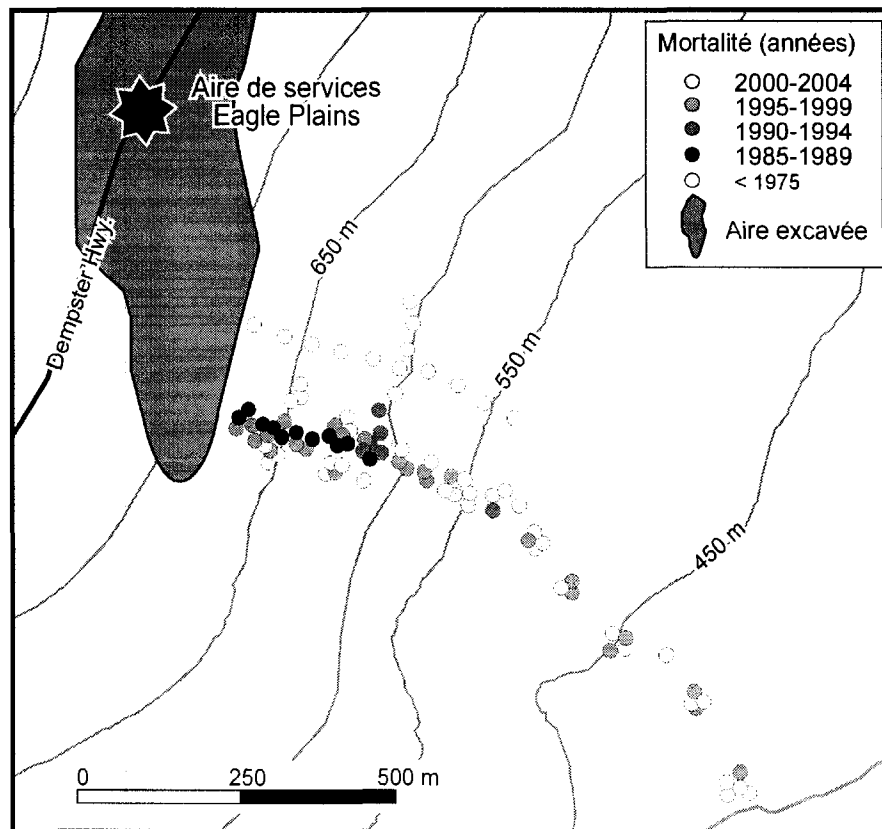 Mortalité (années)
2000-2004
1995-1999
1990-1994
1985-1989
< 1975
Aire excavée
Aire de services
Eagle Plains
Dempster Hwy.
650 m
550 m
450 m
0 250 500 m